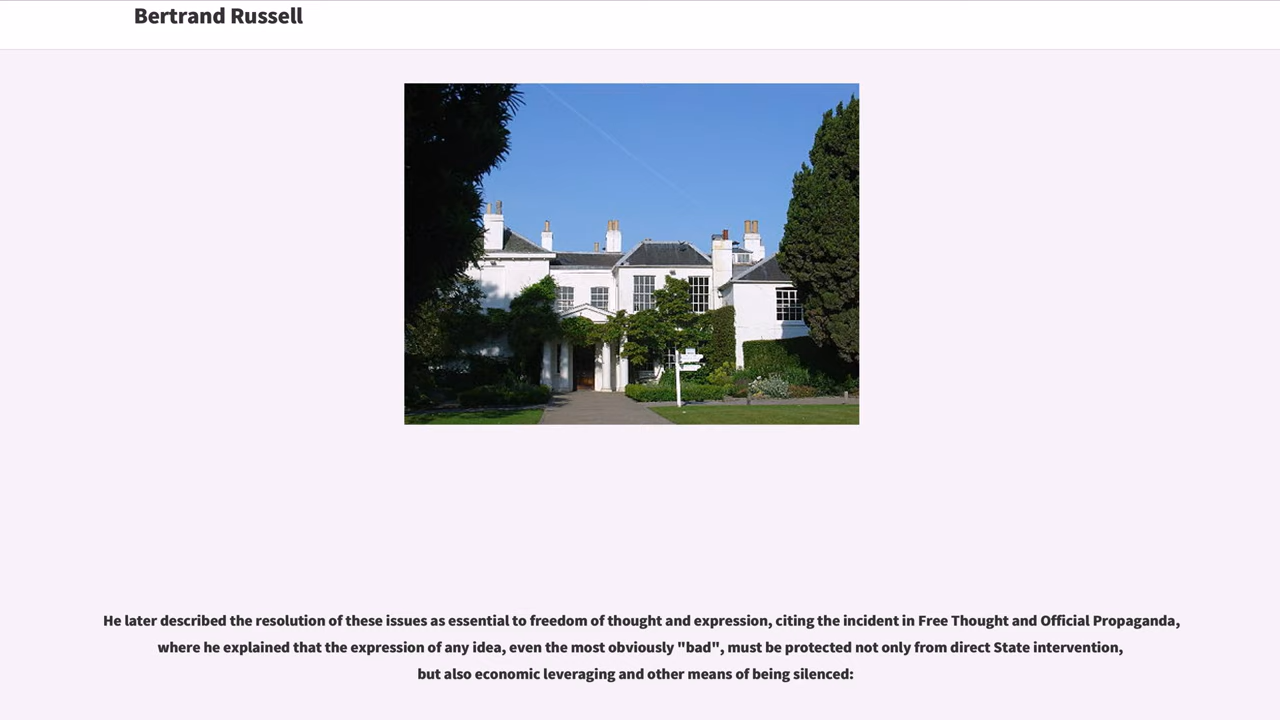 Bertrand Russell
He later described the resolution of these issues as essential to freedom of thought and expression, citing the incident in Free Thought and Official Propaganda,
where he explained that the expression of any idea, even the most obviously "bad", must be protected not only from direct State intervention,
but also economic leveraging and other means of being silenced: